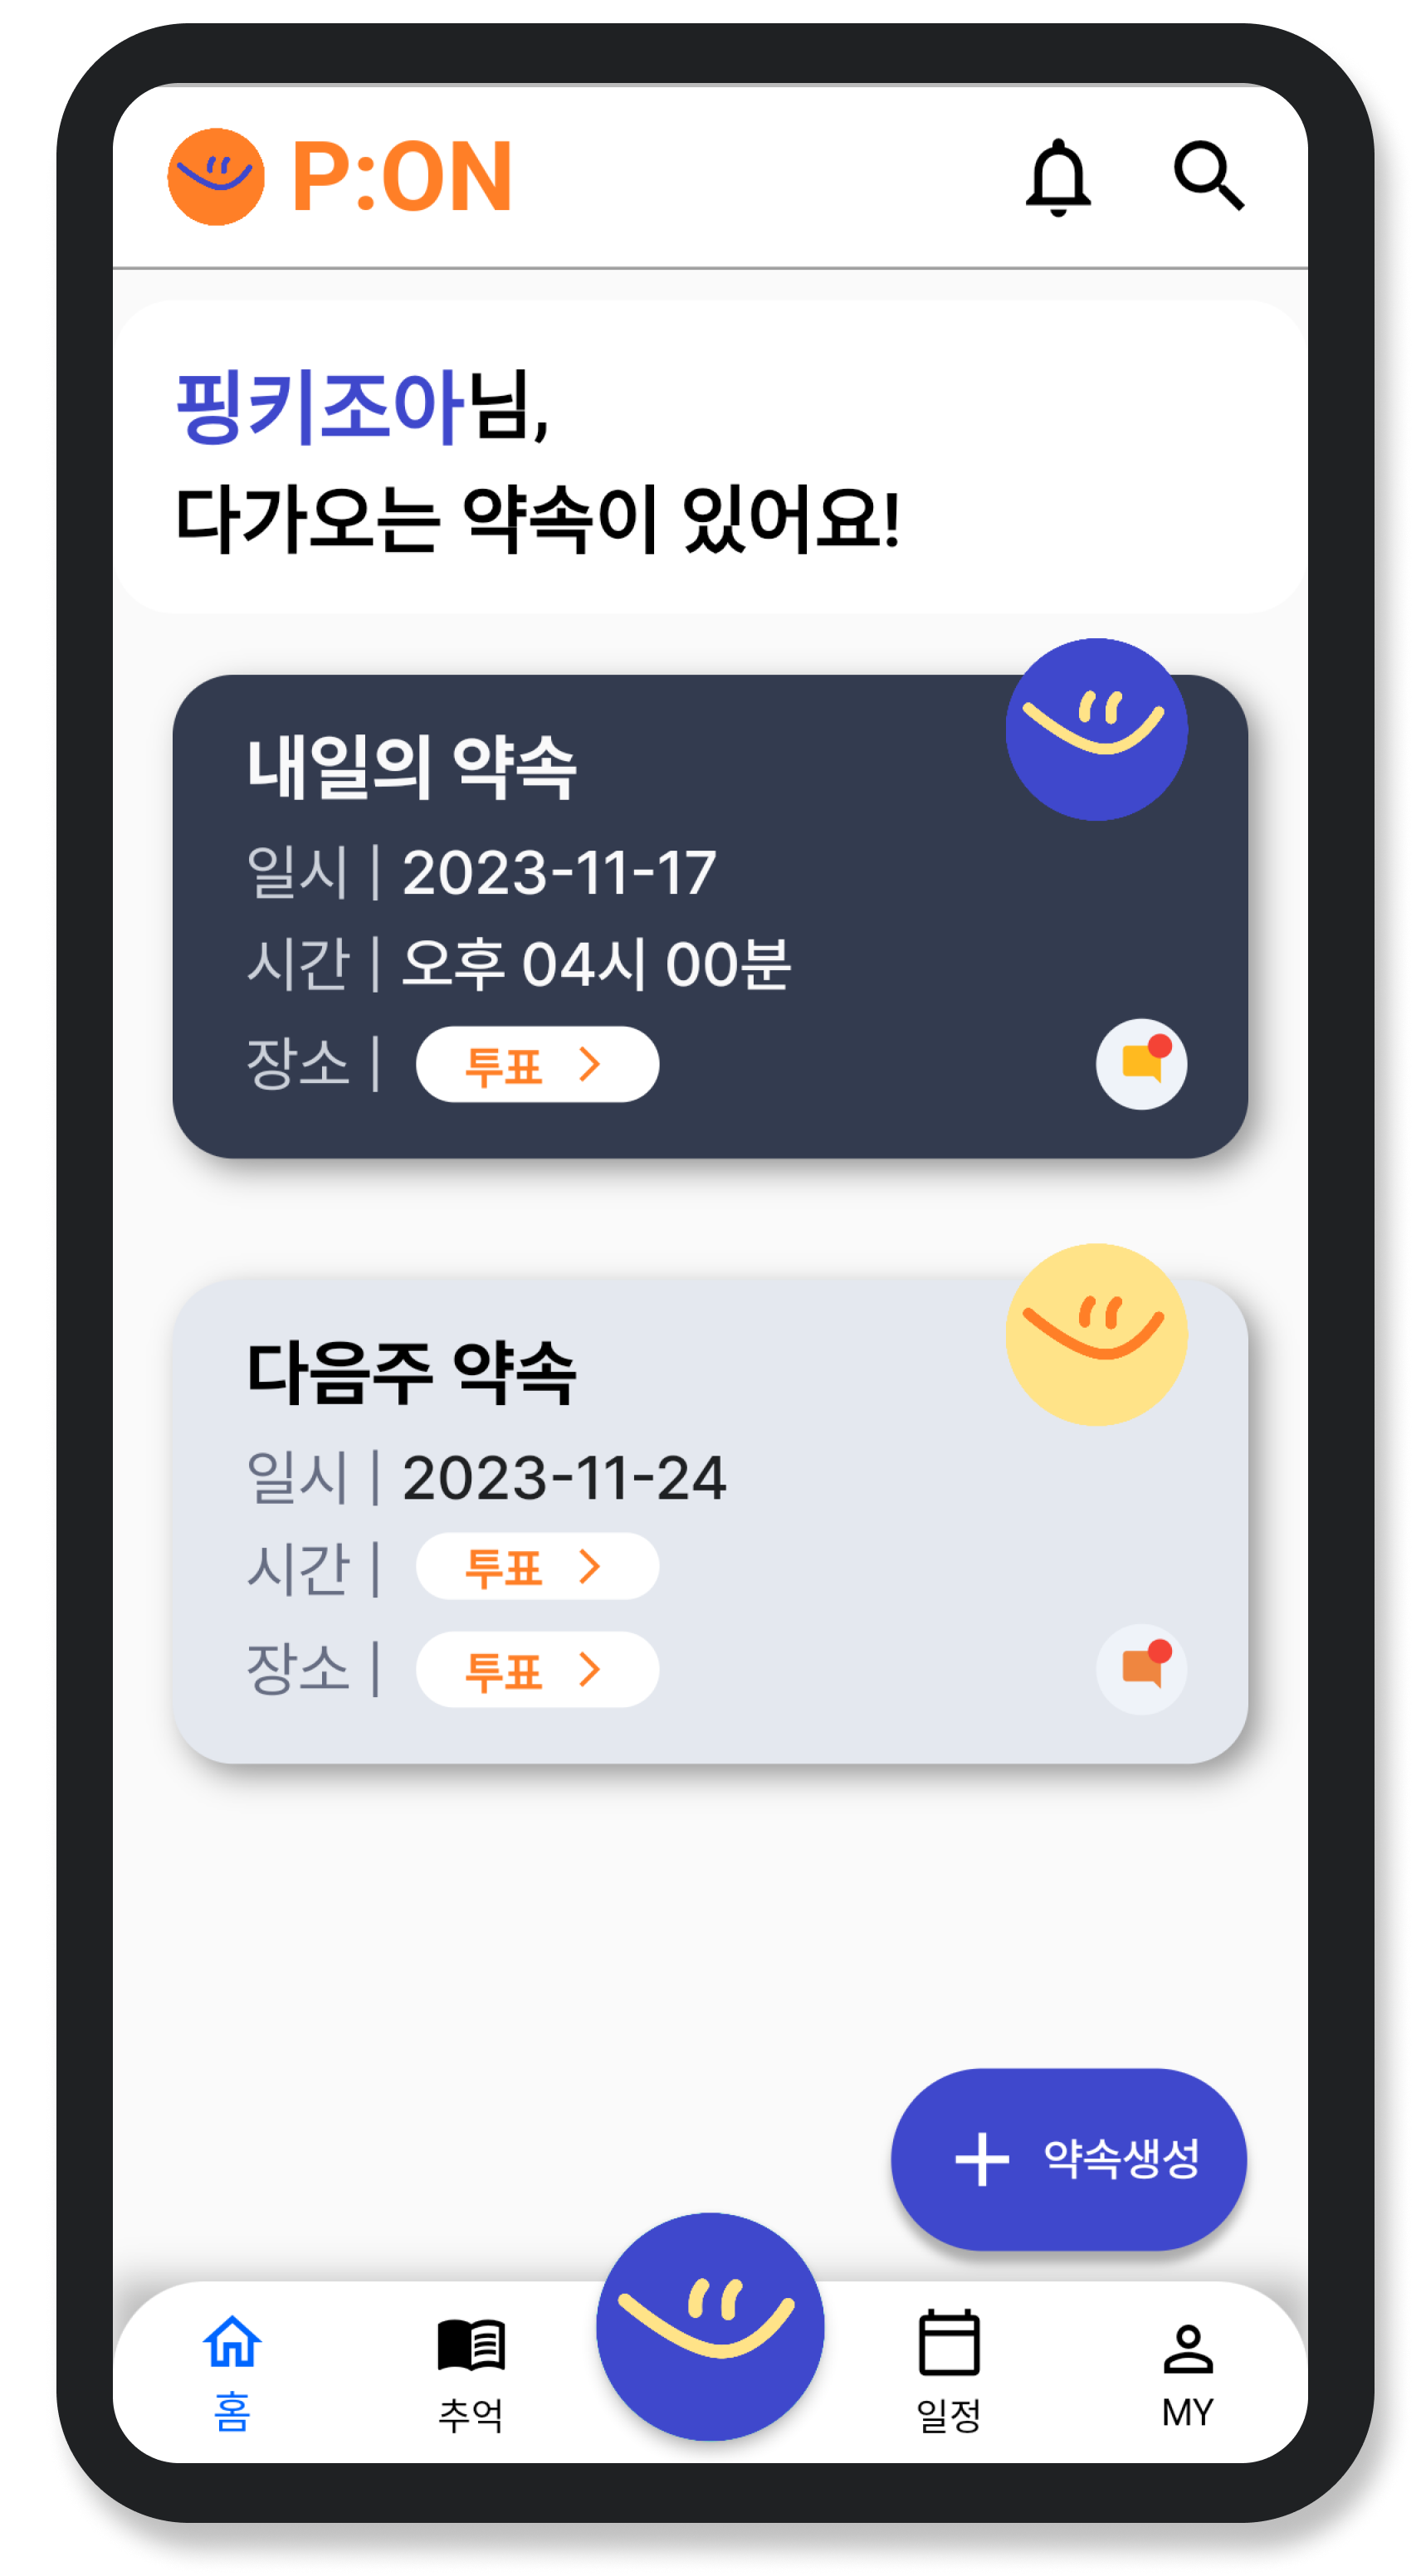 P:ON
핑키조아님,
다가오는 약속이 있어요!
내일의 약속
일시 | 2023-11-17
시간 | 오후 04시 00분
장소 | 투표 >
다음주 약속
일시 | 2023-11-24
시간 | 투표 >
장소 | 투표 >
+ 약속생성
홈 추억 일정 MY